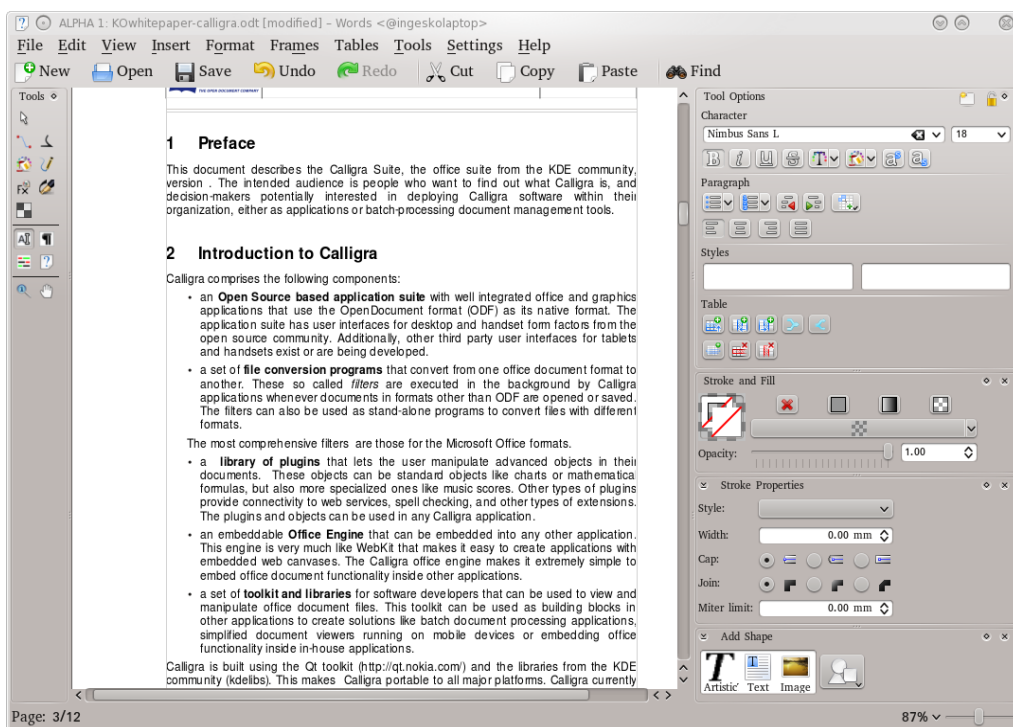 ALPHA 1: KOwhitepaper-calligra.odt [modified] – Words <@ingeskolaptop>
File Edit View Insert Format Frames Tables Tools Settings Help
New Open Save Undo Redo Cut Copy Paste Find
Tools
THE OPEN DOCUMENT COMPANY
1 Preface
This document describes the Calligra Suite, the office suite from the KDE community,
version . The intended audience is people who want to find out what Calligra is, and
decision-makers potentially interested in deploying Calligra software within their
organization, either as applications or batch-processing document management tools.
2 Introduction to Calligra
Calligra comprises the following components:
• an Open Source based application suite with well integrated office and graphics
applications that use the OpenDocument format (ODF) as its native format. The
application suite has user interfaces for desktop and handset form factors from the
open source community. Additionally, other third party user interfaces for tablets
and handsets exist or are being developed.
• a set of file conversion programs that convert from one office document format to
another. These so called filters are executed in the background by Calligra
applications whenever documents in formats other than ODF are opened or saved.
The filters can also be used as stand-alone programs to convert files with different
formats.
The most comprehensive filters are those for the Microsoft Office formats.
• a library of plugins that lets the user manipulate advanced objects in their
documents. These objects can be standard objects like charts or mathematical
formulas, but also more specialized ones like music scores. Other types of plugins
provide connectivity to web services, spell checking, and other types of extensions.
The plugins and objects can be used in any Calligra application.
• an embeddable Office Engine that can be embedded into any other application.
This engine is very much like WebKit that makes it easy to create applications with
embedded web canvases. The Calligra office engine makes it extremely simple to
embed office document functionality inside other applications.
• a set of toolkit and libraries for software developers that can be used to view and
manipulate office document files. This toolkit can be used as building blocks in
other applications to create solutions like batch document processing applications,
simplified document viewers running on mobile devices or embedding office
functionality inside in-house applications.
Calligra is built using the Qt toolkit (http://qt.nokia.com/) and the libraries from the KDE
community (kdelibs). This makes Calligra portable to all major platforms. Calligra currently
Tool Options
Character
Nimbus Sans L 18
Paragraph
Styles
Table
Stroke and Fill
Opacity: 1.00
Stroke Properties
Style:
Width: 0.00 mm
Cap:
Join:
Miter limit: 0.00 mm
Add Shape
Artistic Text Image
Page: 3/12
87%